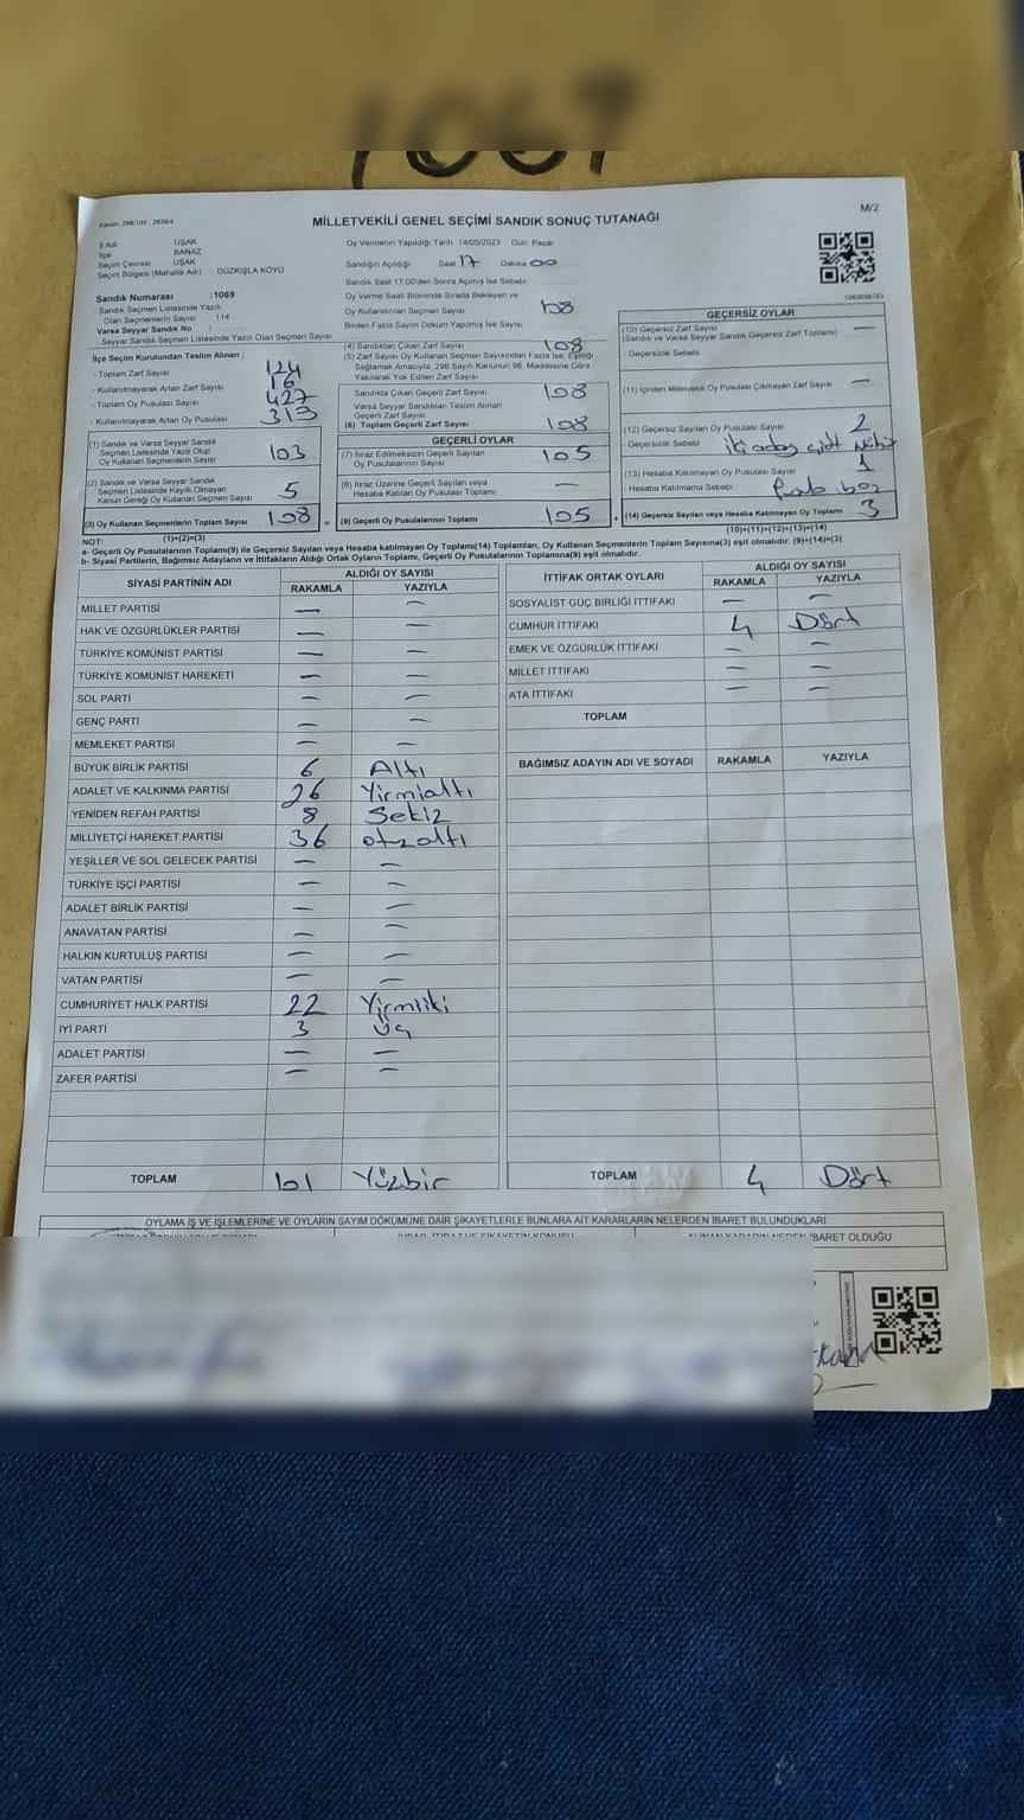 1067
Kanun: 298/105 , 2839/4
MİLLETVEKİLİ GENEL SEÇİMİ SANDIK SONUÇ TUTANAĞI
M/2
İl Adı UŞAK
İlçe BANAZ
Seçim Çevresi UŞAK
Seçim Bölgesi (Mahalle Adı) DÜZKIŞLA KÖYÜ
Oy Vermenin Yapıldığı Tarih 14/05/2023 Gün: Pazar
Sandığın Açıldığı Saat 17 Dakika 00
Sandık Saat 17:00'den Sonra Açılmış İse Sebebi
Oy Verme Saati Bitiminde Sırada Bekleyen ve
Oy Kullandırılan Seçmen Sayısı 108
Birden Fazla Sayım Döküm Yapılmış İse Sayısı
Sandık Numarası :1069
Sandık Seçmen Listesinde Yazılı
Olan Seçmenlerin Sayısı 114
Varsa Seyyar Sandık No :
Seyyar Sandık Seçmen Listesinde Yazılı Olan Seçmen Sayısı
İlçe Seçim Kurulundan Teslim Alınan :
- Toplam Zarf Sayısı 124
- Kullanılmayarak Artan Zarf Sayısı 16
- Toplam Oy Pusulası Sayısı 427
- Kullanılmayarak Artan Oy Pusulası 313
(1) Sandık ve Varsa Seyyar Sandık
Seçmen Listesinde Yazılı Olup
Oy Kullanan Seçmenlerin Sayısı 103
(2) Sandık ve Varsa Seyyar Sandık
Seçmen Listesinde Kayıtlı Olmayan
Kanun Gereği Oy Kullanan Seçmen Sayısı 5
(3) Oy Kullanan Seçmenlerin Toplam Sayısı 108
(1)+(2)=(3)
(4) Sandıktan Çıkan Zarf Sayısı 108
(5) Zarf Sayısı Oy Kullanan Seçmen Sayısından Fazla İse, Eşitliği
Sağlamak Amacıyla, 298 Sayılı Kanunun 98. Maddesine Göre
Yakılarak Yok Edilen Zarf Sayısı
Sandıkta Çıkan Geçerli Zarf Sayısı 108
Varsa Seyyar Sandıktan Teslim Alınan
Geçerli Zarf Sayısı
(6) Toplam Geçerli Zarf Sayısı 108
GEÇERLİ OYLAR
(7) İtiraz Edilmeksizin Geçerli Sayılan
Oy Pusulalarının Sayısı 105
(8) İtiraz Üzerine Geçerli Sayılan veya
Hesaba Katılan Oy Pusulası Toplamı —
= (9) Geçerli Oy Pusulalarının Toplamı 105
GEÇERSİZ OYLAR
(10) Geçersiz Zarf Sayısı —
(Sandık ve Varsa Seyyar Sandık Geçersiz Zarf Toplamı)
- Geçersizlik Sebebi
(11) İçinden Milletvekili Oy Pusulası Çıkmayan Zarf Sayısı —
(12) Geçersiz Sayılan Oy Pusulası Sayısı 2
- Geçersizlik Sebebi
(13) Hesaba Katılmayan Oy Pusulası Sayısı 1
Hesaba Katılmama Sebebi
+ (14) Geçersiz Sayılan veya Hesaba Katılmayan Oy Toplamı 3
(10)+(11)+(12)+(13)=(14)
NOT:
a- Geçerli Oy Pusulalarının Toplamı(9) ile Geçersiz Sayılan veya Hesaba katılmayan Oy Toplamı(14) Toplamları, Oy Kullanan Seçmenlerin Toplam Sayısına(3) eşit olmalıdır. (9)+(14)=(3)
b- Siyasi Partilerin, Bağımsız Adayların ve İttifakların Aldığı Ortak Oyların Toplamı, Geçerli Oy Pusulalarının Toplamına(9) eşit olmalıdır.
SİYASİ PARTİNİN ADI ALDIĞI OY SAYISI
RAKAMLA YAZIYLA
MİLLET PARTİSİ — —
HAK VE ÖZGÜRLÜKLER PARTİSİ — —
TÜRKİYE KOMÜNİST PARTİSİ — —
TÜRKİYE KOMÜNİST HAREKETİ — —
SOL PARTİ — —
GENÇ PARTİ — —
MEMLEKET PARTİSİ — —
BÜYÜK BİRLİK PARTİSİ 6 Altı
ADALET VE KALKINMA PARTİSİ 26 Yirmialtı
YENİDEN REFAH PARTİSİ 8 Sekiz
MİLLİYETÇİ HAREKET PARTİSİ 36 otzaltı
YEŞİLLER VE SOL GELECEK PARTİSİ — —
TÜRKİYE İŞÇİ PARTİSİ — —
ADALET BİRLİK PARTİSİ — —
ANAVATAN PARTİSİ — —
HALKIN KURTULUŞ PARTİSİ — —
VATAN PARTİSİ — —
CUMHURİYET HALK PARTİSİ 22 Yirmiiki
İYİ PARTİ 3 Üç
ADALET PARTİSİ — —
ZAFER PARTİSİ — —
TOPLAM 101 Yüzbir
İTTİFAK ORTAK OYLARI ALDIĞI OY SAYISI
RAKAMLA YAZIYLA
SOSYALİST GÜÇ BİRLİĞİ İTTİFAKI — —
CUMHUR İTTİFAKI 4 Dört
EMEK VE ÖZGÜRLÜK İTTİFAKI — —
MİLLET İTTİFAKI — —
ATA İTTİFAKI — —
TOPLAM
BAĞIMSIZ ADAYIN ADI VE SOYADI RAKAMLA YAZIYLA
TOPLAM 4 Dört
OYLAMA İŞ VE İŞLEMLERİNE VE OYLARIN SAYIM DÖKÜMÜNE DAİR ŞİKAYETLERLE BUNLARA AİT KARARLARIN NELERDEN İBARET BULUNDUKLARI
İBARET OLDUĞU